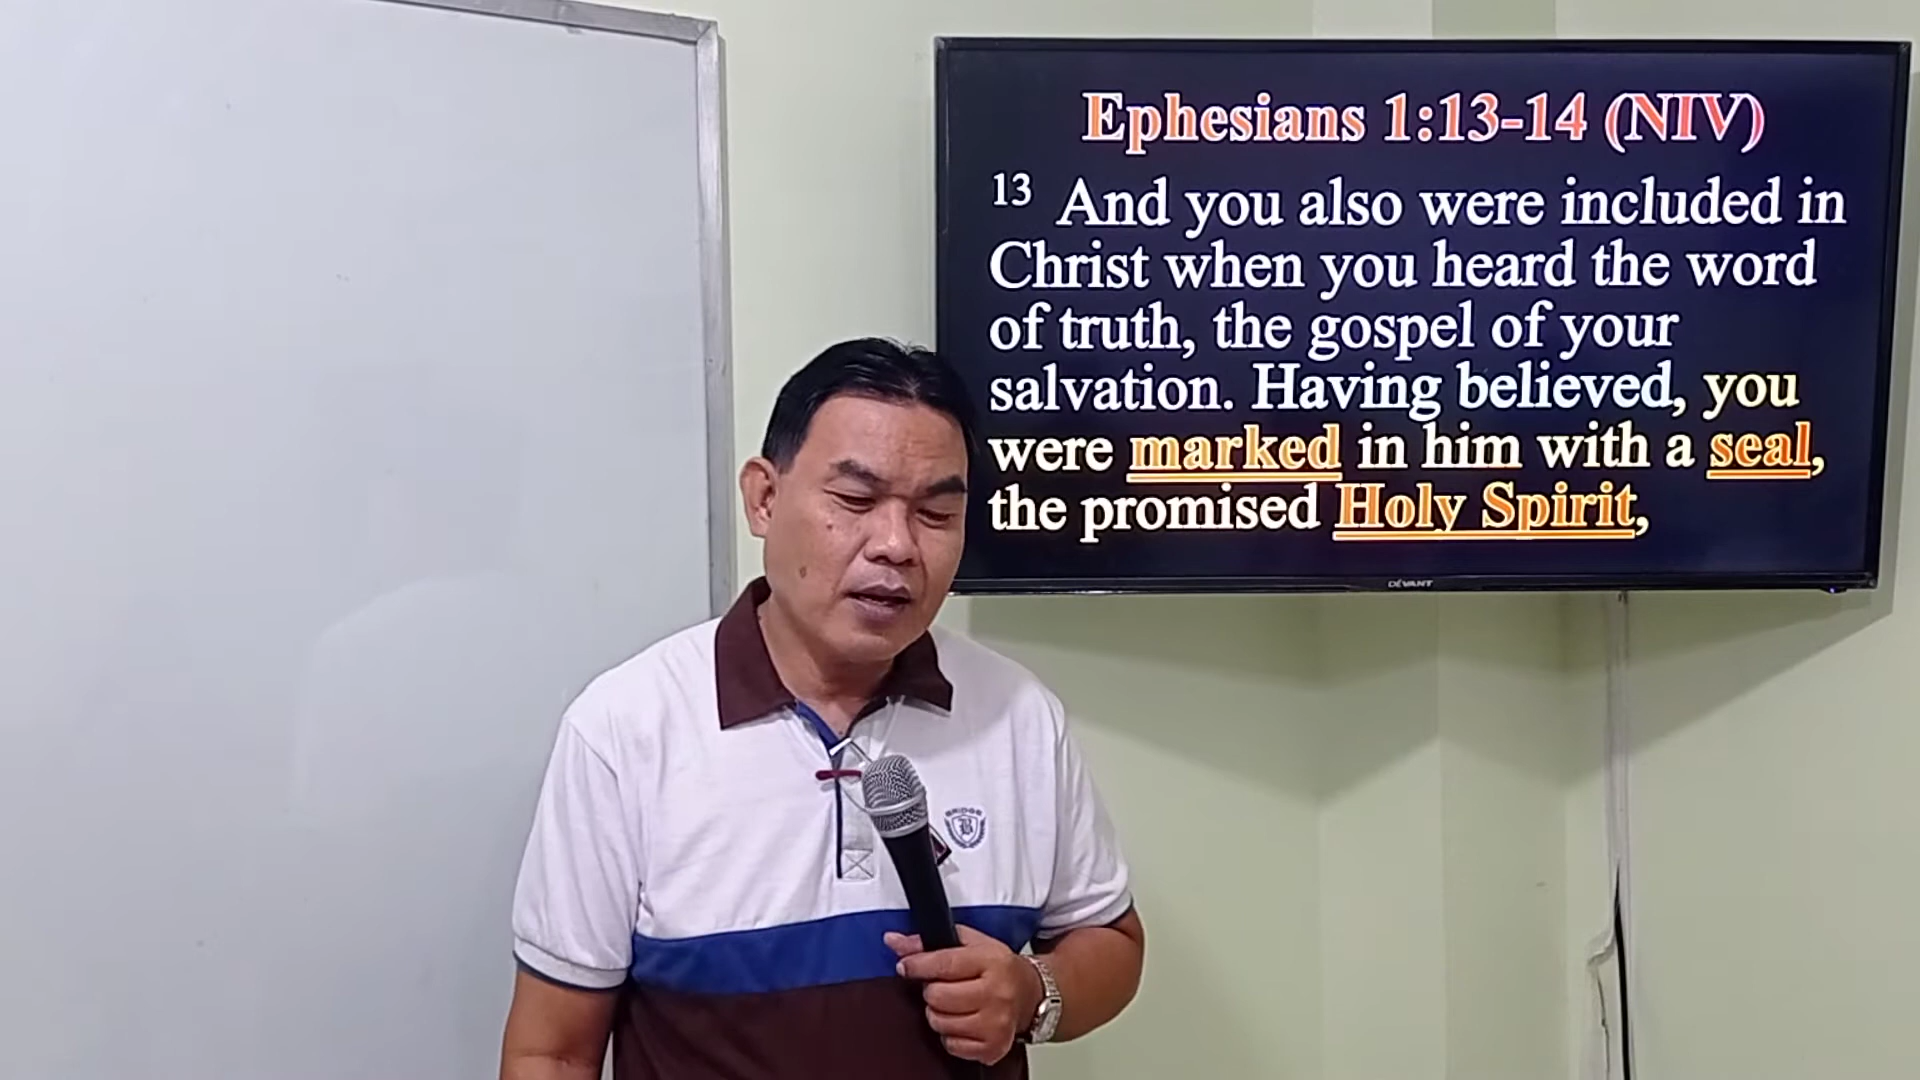 Ephesians 1:13-14 (NIV)
13 And you also were included in
Christ when you heard the word
of truth, the gospel of your
salvation. Having believed, you
were marked in him with a seal,
the promised Holy Spirit,
DEVANT
BRIDGE
B